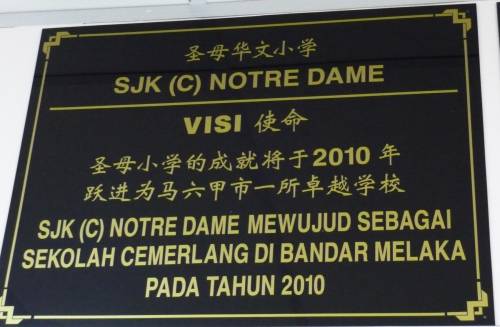 圣母华文小学
SJK (C) NOTRE DAME
VISI 使命
圣母小学的成就将于2010年
跃进为马六甲市一所卓越学校
SJK (C) NOTRE DAME MEWUJUD SEBAGAI
SEKOLAH CEMERLANG DI BANDAR MELAKA
PADA TAHUN 2010